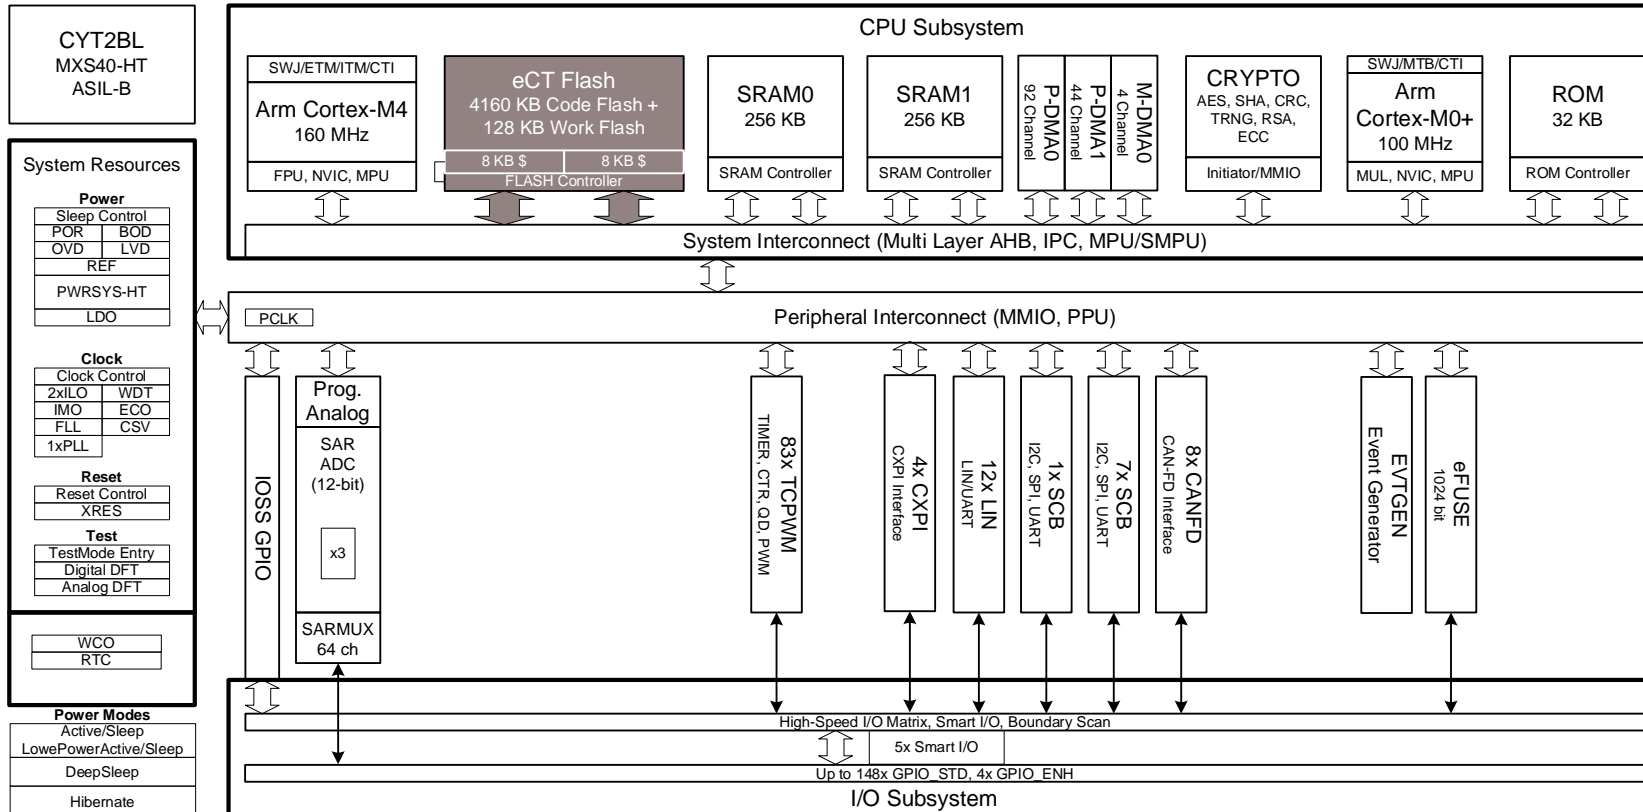 CYT2BL
MXS40-HT
ASIL-B
System Resources
Power
Sleep Control
POR
BOD
OVD
LVD
REF
PWRSYS-HT
LDO
Clock
Clock Control
2xILO
WDT
IMO
ECO
FLL
CSV
1xPLL
Reset
Reset Control
XRES
Test
TestMode Entry
Digital DFT
Analog DFT
WCO
RTC
Power Modes
Active/Sleep
LowePowerActive/Sleep
DeepSleep
Hibernate
CPU Subsystem
SWJ/ETM/ITM/CTI
Arm Cortex-M4
160 MHz
FPU, NVIC, MPU
eCT Flash
4160 KB Code Flash +
128 KB Work Flash
8 KB $
8 KB $
FLASH Controller
SRAM0
256 KB
SRAM Controller
SRAM1
256 KB
SRAM Controller
P-DMA0
92 Channel
P-DMA1
44 Channel
M-DMA0
4 Channel
CRYPTO
AES, SHA, CRC,
TRNG, RSA,
ECC
Initiator/MMIO
SWJ/MTB/CTI
Arm
Cortex-M0+
100 MHz
MUL, NVIC, MPU
ROM
32 KB
ROM Controller
System Interconnect (Multi Layer AHB, IPC, MPU/SMPU)
PCLK
Peripheral Interconnect (MMIO, PPU)
IOSS GPIO
Prog.
Analog
SAR
ADC
(12-bit)
x3
SARMUX
64 ch
83x TCPWM
TIMER, CTR, QD, PWM
4x CXPI
CXPI Interface
12x LIN
LIN/UART
1x SCB
I2C, SPI, UART
7x SCB
I2C, SPI, UART
8x CANFD
CAN-FD Interface
EVTGEN
Event Generator
eFUSE
1024 bit
High-Speed I/O Matrix, Smart I/O, Boundary Scan
5x Smart I/O
Up to 148x GPIO_STD, 4x GPIO_ENH
I/O Subsystem